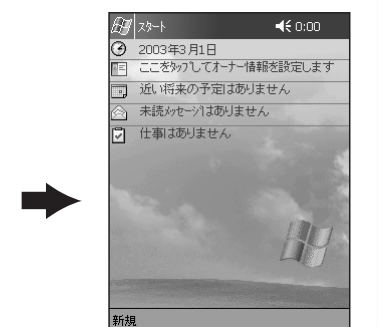 スタート 0:00
2003年3月1日
ここをタップしてオーナー情報を設定します
近い将来の予定はありません
未読メッセージはありません
仕事はありません
新規